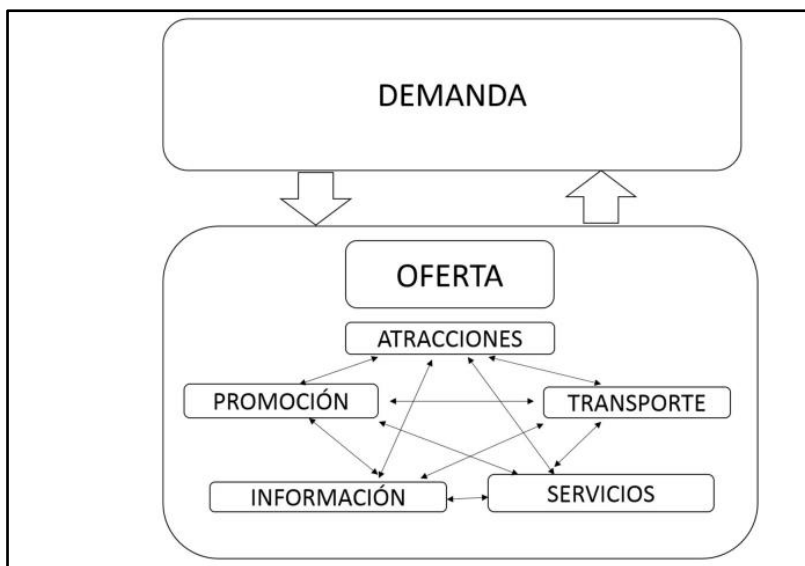 DEMANDA
OFERTA
ATRACCIONES
PROMOCIÓN
TRANSPORTE
INFORMACIÓN
SERVICIOS